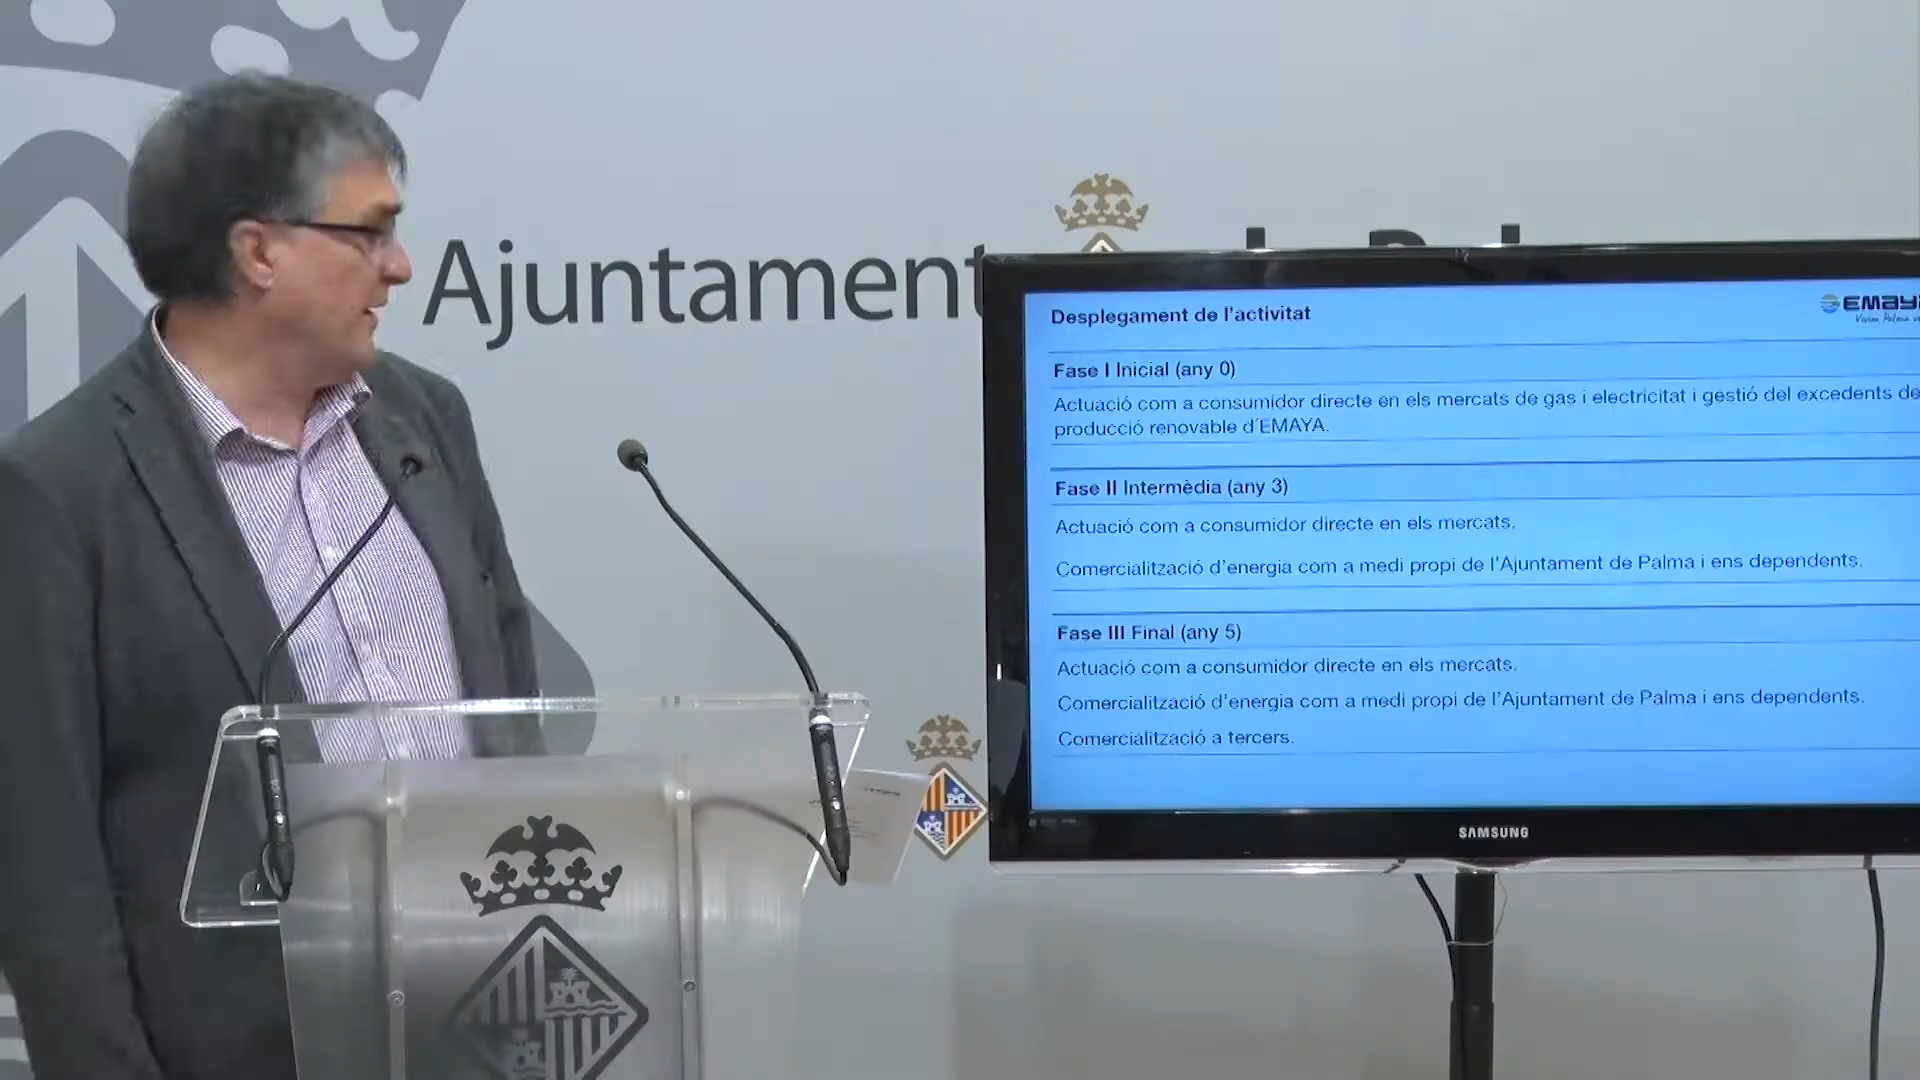 Ajuntament
Desplegament de l'activitat
EMAYA
Fase I Inicial (any 0)
Actuació com a consumidor directe en els mercats de gas i electricitat i gestió del excedents de
producció renovable d´EMAYA.
Fase II Intermèdia (any 3)
Actuació com a consumidor directe en els mercats.
Comercialització d'energia com a medi propi de l'Ajuntament de Palma i ens dependents.
Fase III Final (any 5)
Actuació com a consumidor directe en els mercats.
Comercialització d'energia com a medi propi de l'Ajuntament de Palma i ens dependents.
Comercialització a tercers.
SAMSUNG